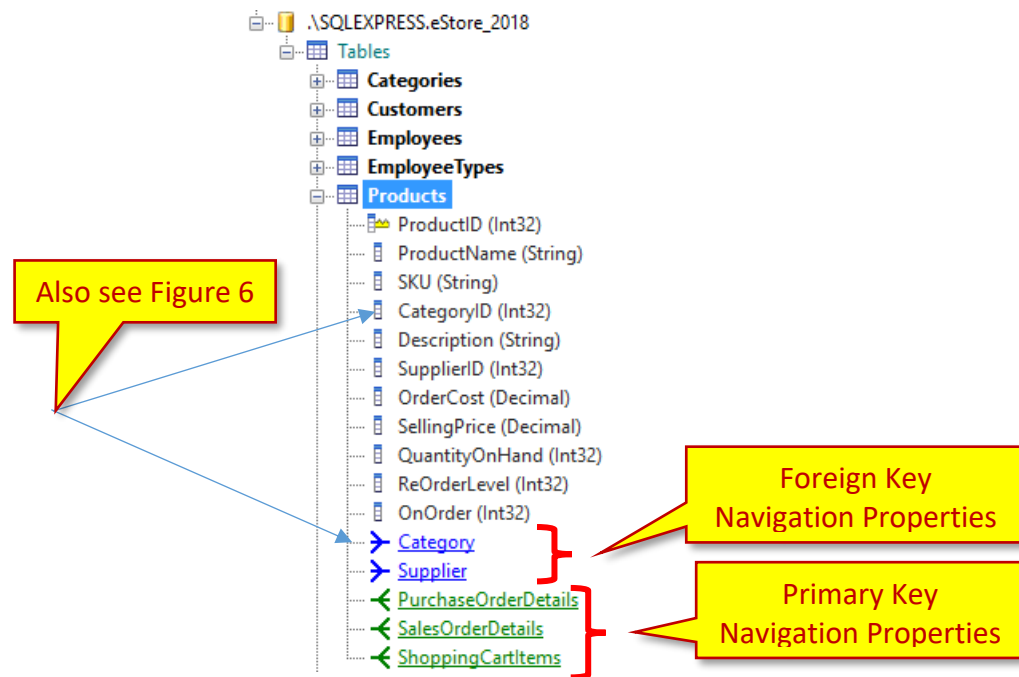 .\SQLEXPRESS.eStore_2018
Tables
Categories
Customers
Employees
EmployeeTypes
Products
ProductID (Int32)
ProductName (String)
SKU (String)
CategoryID (Int32)
Description (String)
SupplierID (Int32)
OrderCost (Decimal)
SellingPrice (Decimal)
QuantityOnHand (Int32)
ReOrderLevel (Int32)
OnOrder (Int32)
Category
Supplier
PurchaseOrderDetails
SalesOrderDetails
ShoppingCartItems
Also see Figure 6
Foreign Key
Navigation Properties
Primary Key
Navigation Properties